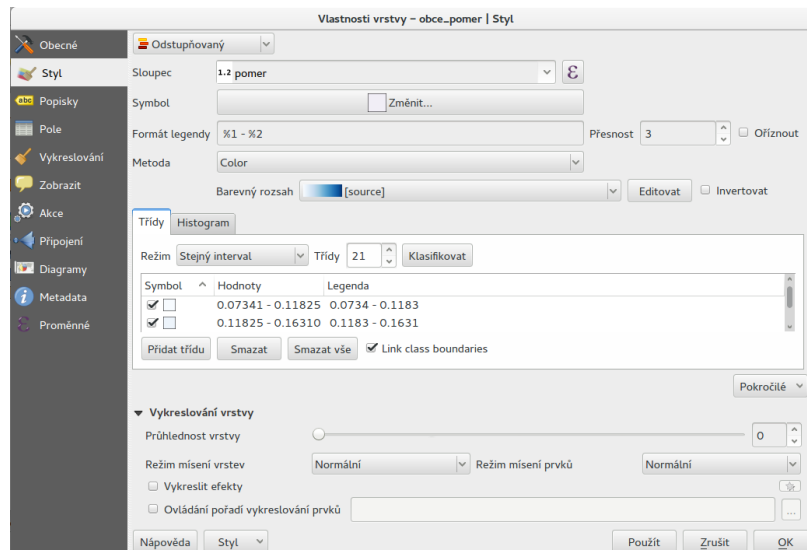 Vlastnosti vrstvy – obce_pomer | Styl
Obecné
Styl
abc Popisky
Pole
Vykreslování
Zobrazit
Akce
Připojení
Diagramy
Metadata
Proměnné
Odstupňovaný
Sloupec 1.2 pomer ε
Symbol Změnit...
Formát legendy %1 - %2 Přesnost 3 Oříznout
Metoda Color
Barevný rozsah [source] Editovat Invertovat
Třídy Histogram
Režim Stejný interval Třídy 21 Klasifikovat
Symbol Hodnoty Legenda
0.07341 - 0.11825 0.0734 - 0.1183
0.11825 - 0.16310 0.1183 - 0.1631
Přidat třídu Smazat Smazat vše Link class boundaries
Pokročilé
Vykreslování vrstvy
Průhlednost vrstvy 0
Režim mísení vrstev Normální Režim mísení prvků Normální
Vykreslit efekty
Ovládání pořadí vykreslování prvků ...
Nápověda Styl Použít Zrušit OK